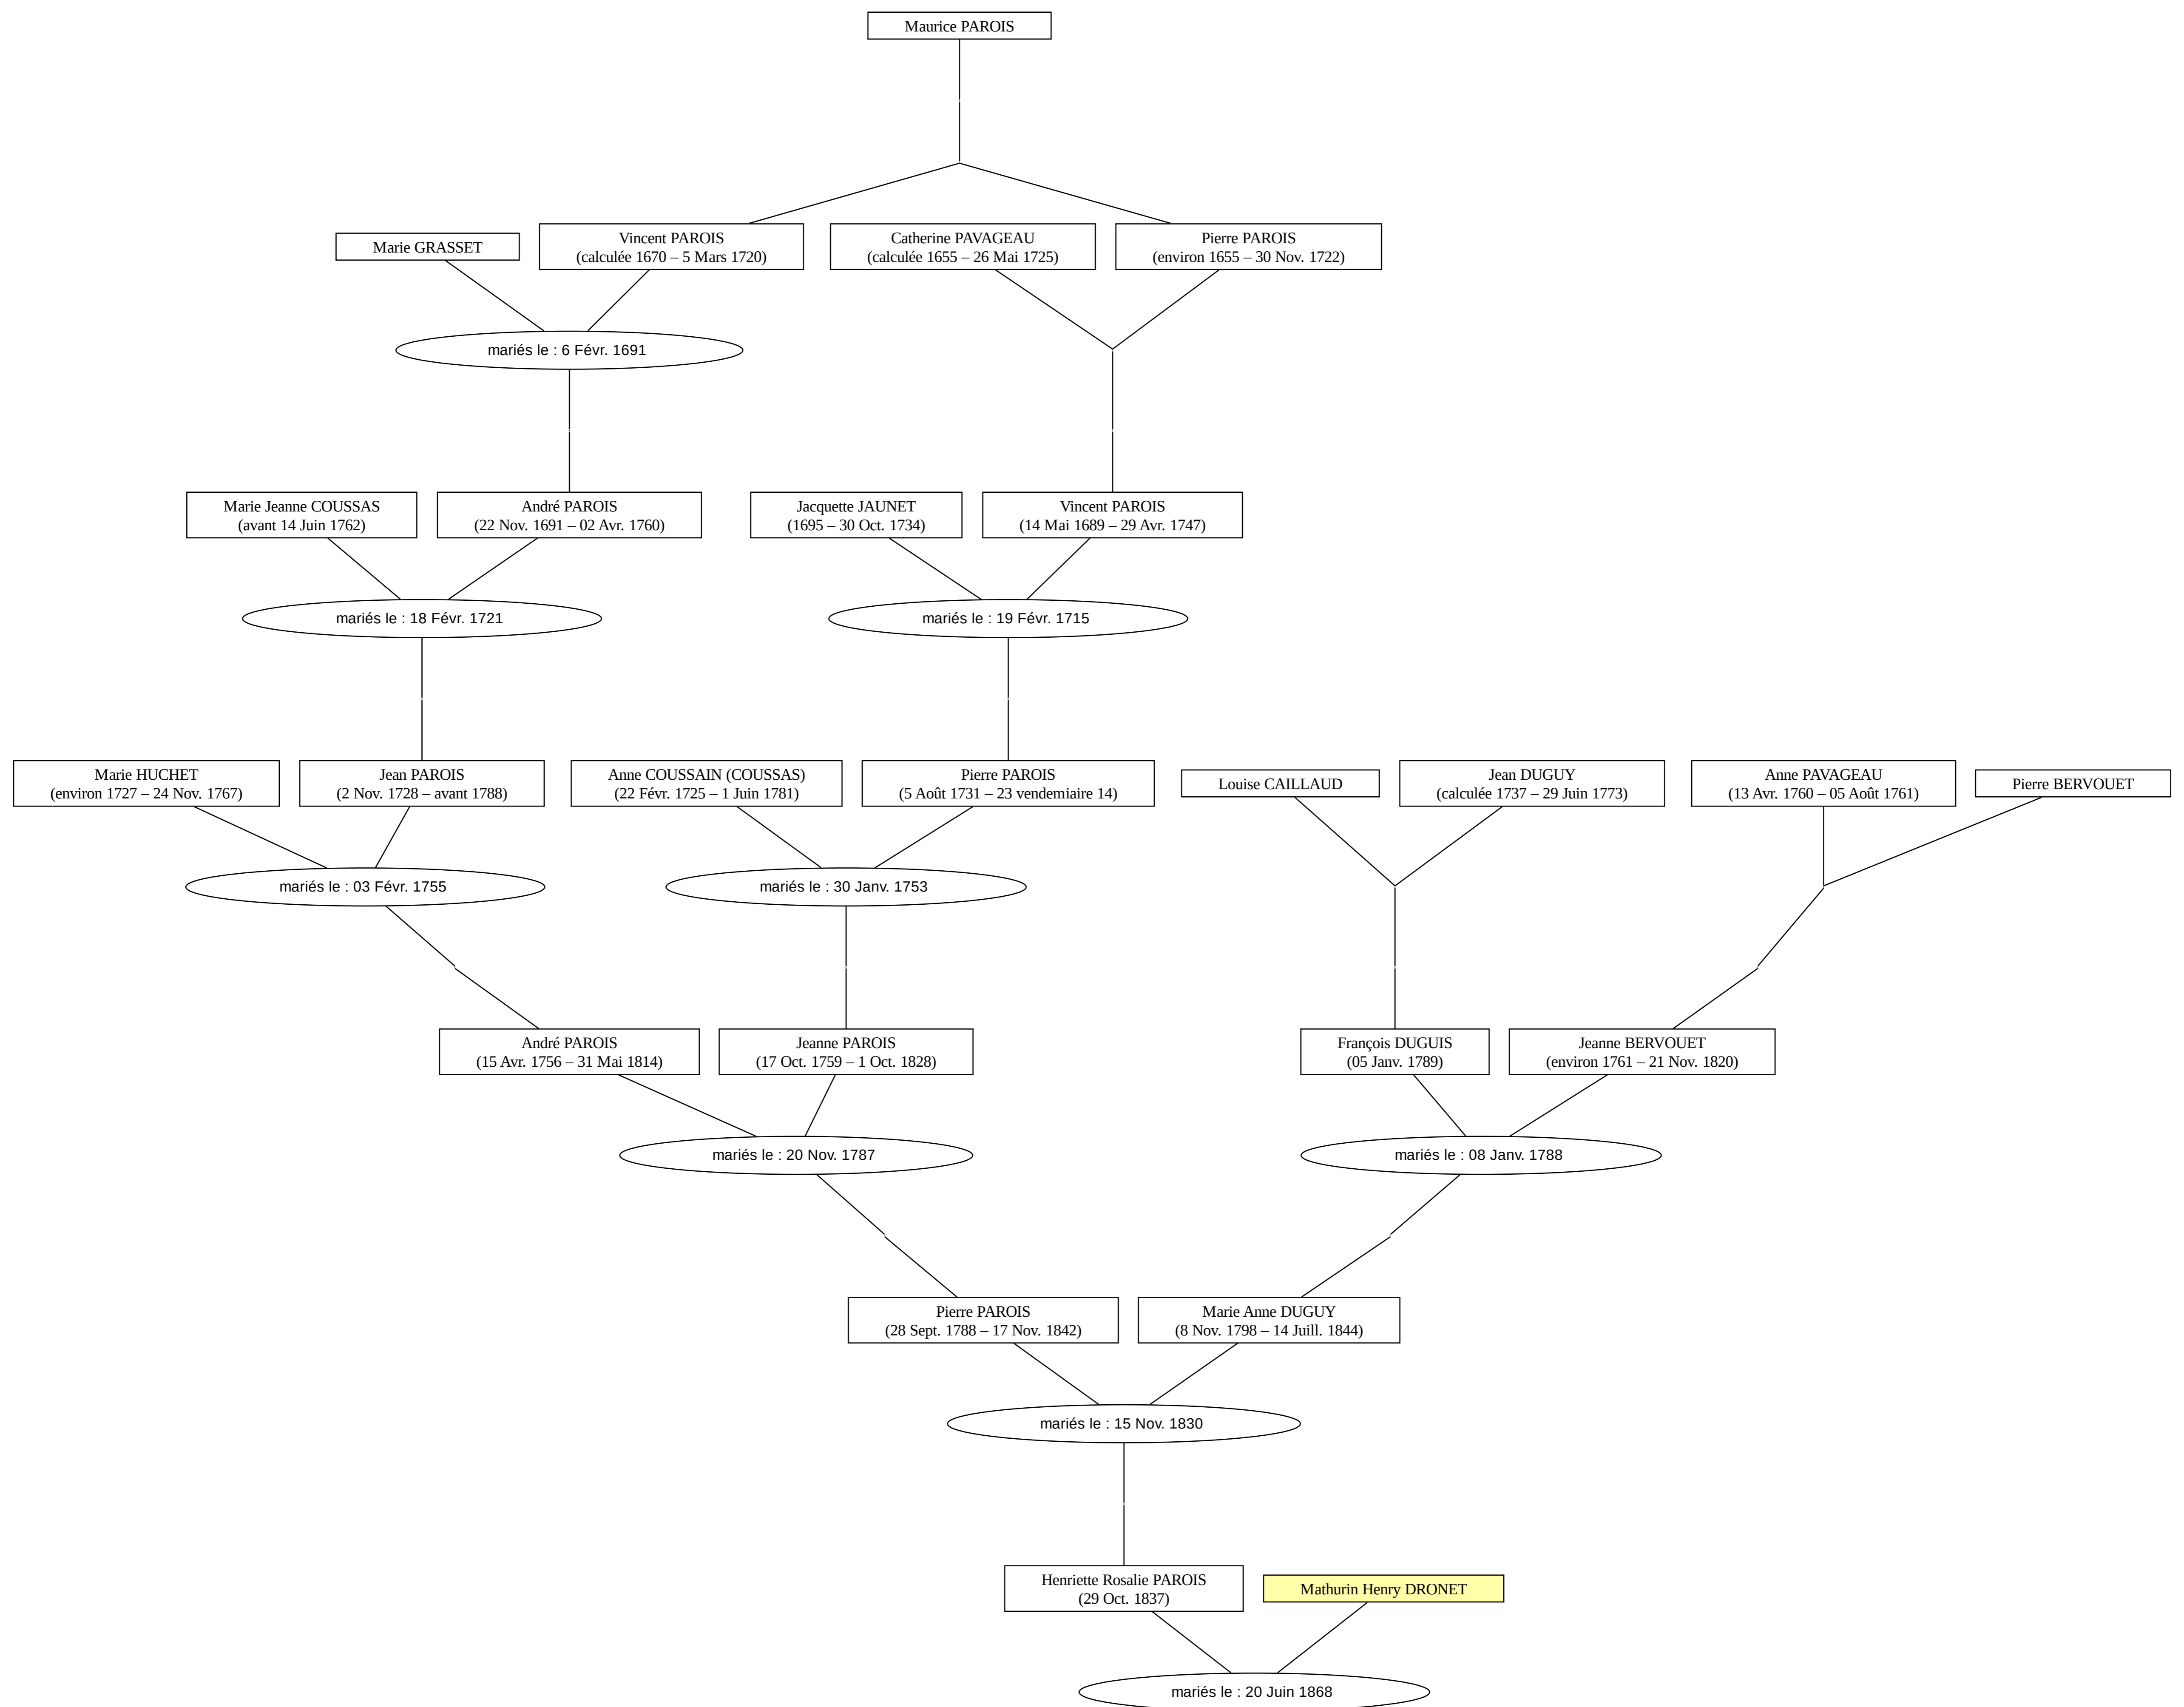 Maurice PAROIS
Marie GRASSET
Vincent PAROIS
(calculée 1670 – 5 Mars 1720)
Catherine PAVAGEAU
(calculée 1655 – 26 Mai 1725)
Pierre PAROIS
(environ 1655 – 30 Nov. 1722)
mariés le : 6 Févr. 1691
Marie Jeanne COUSSAS
(avant 14 Juin 1762)
André PAROIS
(22 Nov. 1691 – 02 Avr. 1760)
Jacquette JAUNET
(1695 – 30 Oct. 1734)
Vincent PAROIS
(14 Mai 1689 – 29 Avr. 1747)
mariés le : 18 Févr. 1721
mariés le : 19 Févr. 1715
Marie HUCHET
(environ 1727 – 24 Nov. 1767)
Jean PAROIS
(2 Nov. 1728 – avant 1788)
Anne COUSSAIN (COUSSAS)
(22 Févr. 1725 – 1 Juin 1781)
Pierre PAROIS
(5 Août 1731 – 23 vendemiaire 14)
Louise CAILLAUD
Jean DUGUY
(calculée 1737 – 29 Juin 1773)
Anne PAVAGEAU
(13 Avr. 1760 – 05 Août 1761)
Pierre BERVOUET
mariés le : 03 Févr. 1755
mariés le : 30 Janv. 1753
André PAROIS
(15 Avr. 1756 – 31 Mai 1814)
Jeanne PAROIS
(17 Oct. 1759 – 1 Oct. 1828)
François DUGUIS
(05 Janv. 1789)
Jeanne BERVOUET
(environ 1761 – 21 Nov. 1820)
mariés le : 20 Nov. 1787
mariés le : 08 Janv. 1788
Pierre PAROIS
(28 Sept. 1788 – 17 Nov. 1842)
Marie Anne DUGUY
(8 Nov. 1798 – 14 Juill. 1844)
mariés le : 15 Nov. 1830
Henriette Rosalie PAROIS
(29 Oct. 1837)
Mathurin Henry DRONET
mariés le : 20 Juin 1868